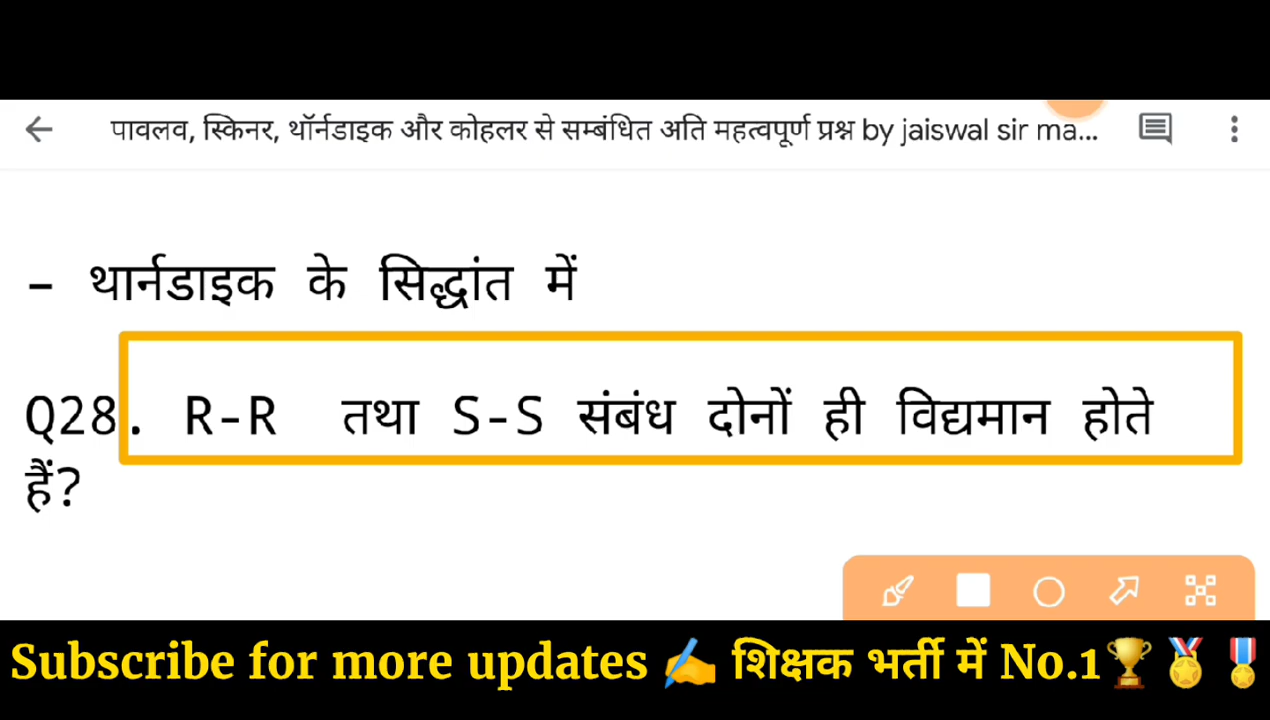 पावलव, स्किनर, थॉर्नडाइक और कोहलर से सम्बंधित अति महत्वपूर्ण प्रश्न by jaiswal sir ma...
– थार्नडाइक के सिद्धांत में
Q28. R-R तथा S-S संबंध दोनों ही विद्यमान होते
हैं?
Subscribe for more updates ✍️ शिक्षक भर्ती में No.1🏆🏅🎖️